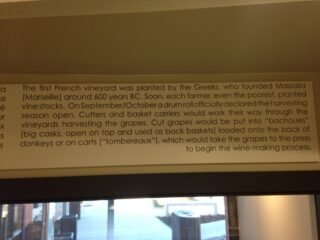 a The first French vineyard was planted by the Greeks, who founded Massalia
us (Marseille) around 600 years BC. Soon, each farmer, even the poorest, planted
é vine stocks. On September/October a drum roll officially declared the harvesting
ur season open. Cutters and basket carriers would work their way through the
x vineyards harvesting the grapes. Cut grapes would be put into "bachoues"
s (big casks, open on top and used as back baskets) loaded onto the back of
s donkeys or on carts ("tombereaux"), which would take the grapes to the press
to begin the wine-making process.